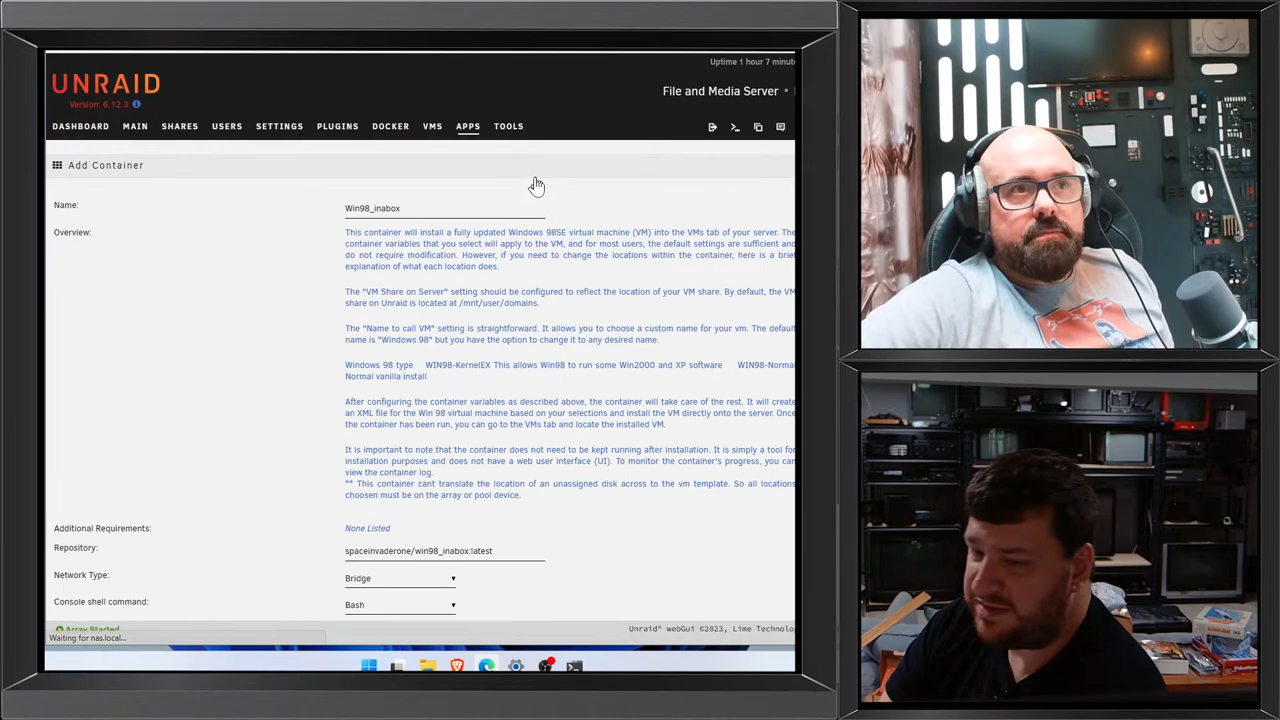 Uptime 1 hour 7 minut
UNRAID
Version: 6.12.3
File and Media Server •
DASHBOARD MAIN SHARES USERS SETTINGS PLUGINS DOCKER VMS APPS TOOLS
Add Container
Name: Win98_inabox
Overview: This container will install a fully updated Windows 98SE virtual machine (VM) into the VMs tab of your server. The
container variables that you select will apply to the VM, and for most users, the default settings are sufficient and
do not require modification. However, if you need to change the locations within the container, here is a brief
explanation of what each location does.
The "VM Share on Server" setting should be configured to reflect the location of your VM share. By default, the VM
share on Unraid is located at /mnt/user/domains.
The "Name to call VM" setting is straightforward. It allows you to choose a custom name for your vm. The default
name is "Windows 98" but you have the option to change it to any desired name.
Windows 98 type WIN98-KernelEX This allows Win98 to run some Win2000 and XP software WIN98-Normal
Normal vanilla install
After configuring the container variables as described above, the container will take care of the rest. It will create
an XML file for the Win 98 virtual machine based on your selections and install the VM directly onto the server. Once
the container has been run, you can go to the VMs tab and locate the installed VM.
It is important to note that the container does not need to be kept running after installation. It is simply a tool for
installation purposes and does not have a web user interface (UI). To monitor the container's progress, you can
view the container log.
** This container cant translate the location of an unassigned disk across to the vm template. So all locations
choosen must be on the array or pool device.
Additional Requirements: None Listed
Repository: spaceinvaderone/win98_inabox:latest
Network Type: Bridge
Console shell command: Bash
Array Started
Unraid® webGui ©2023, Lime Technolo
Waiting for nas.local...